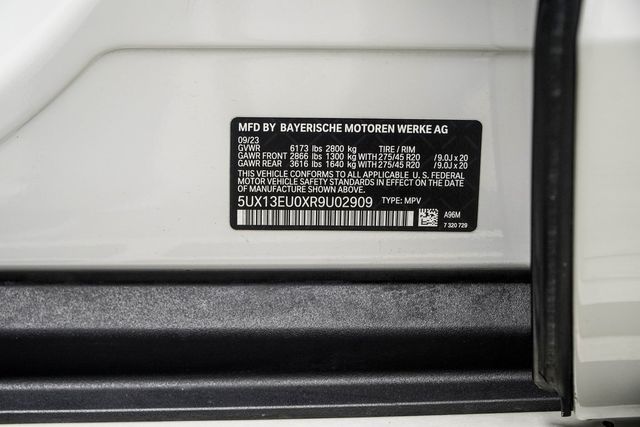 MFD BY BAYERISCHE MOTOREN WERKE AG
09/23
GVWR 6173 lbs 2800 kg TIRE / RIM
GAWR FRONT 2866 lbs 1300 kg WITH 275/45 R20 / 9.0J x 20
GAWR REAR 3616 lbs 1640 kg WITH 275/45 R20 / 9.0J x 20
THIS VEHICLE CONFORMS TO ALL APPLICABLE U.S. FEDERAL
MOTOR VEHICLE SAFETY STANDARDS IN EFFECT ON THE
DATE OF MANUFACTURE SHOWN ABOVE.
5UX13EU0XR9U02909 TYPE: MPV
A96M
7 320 729